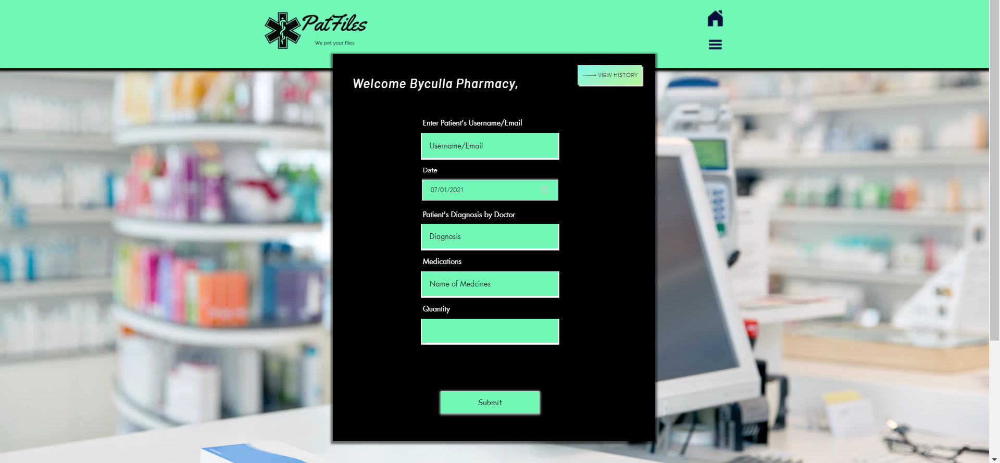 PatFiles
We pet your files
VIEW HISTORY
Welcome Byculla Pharmacy,
Enter Patient's Username/Email
Username/Email
Date
07/01/2021
Patient's Diagnosis by Doctor
Diagnosis
Medications
Name of Medcines
Quantity
Submit